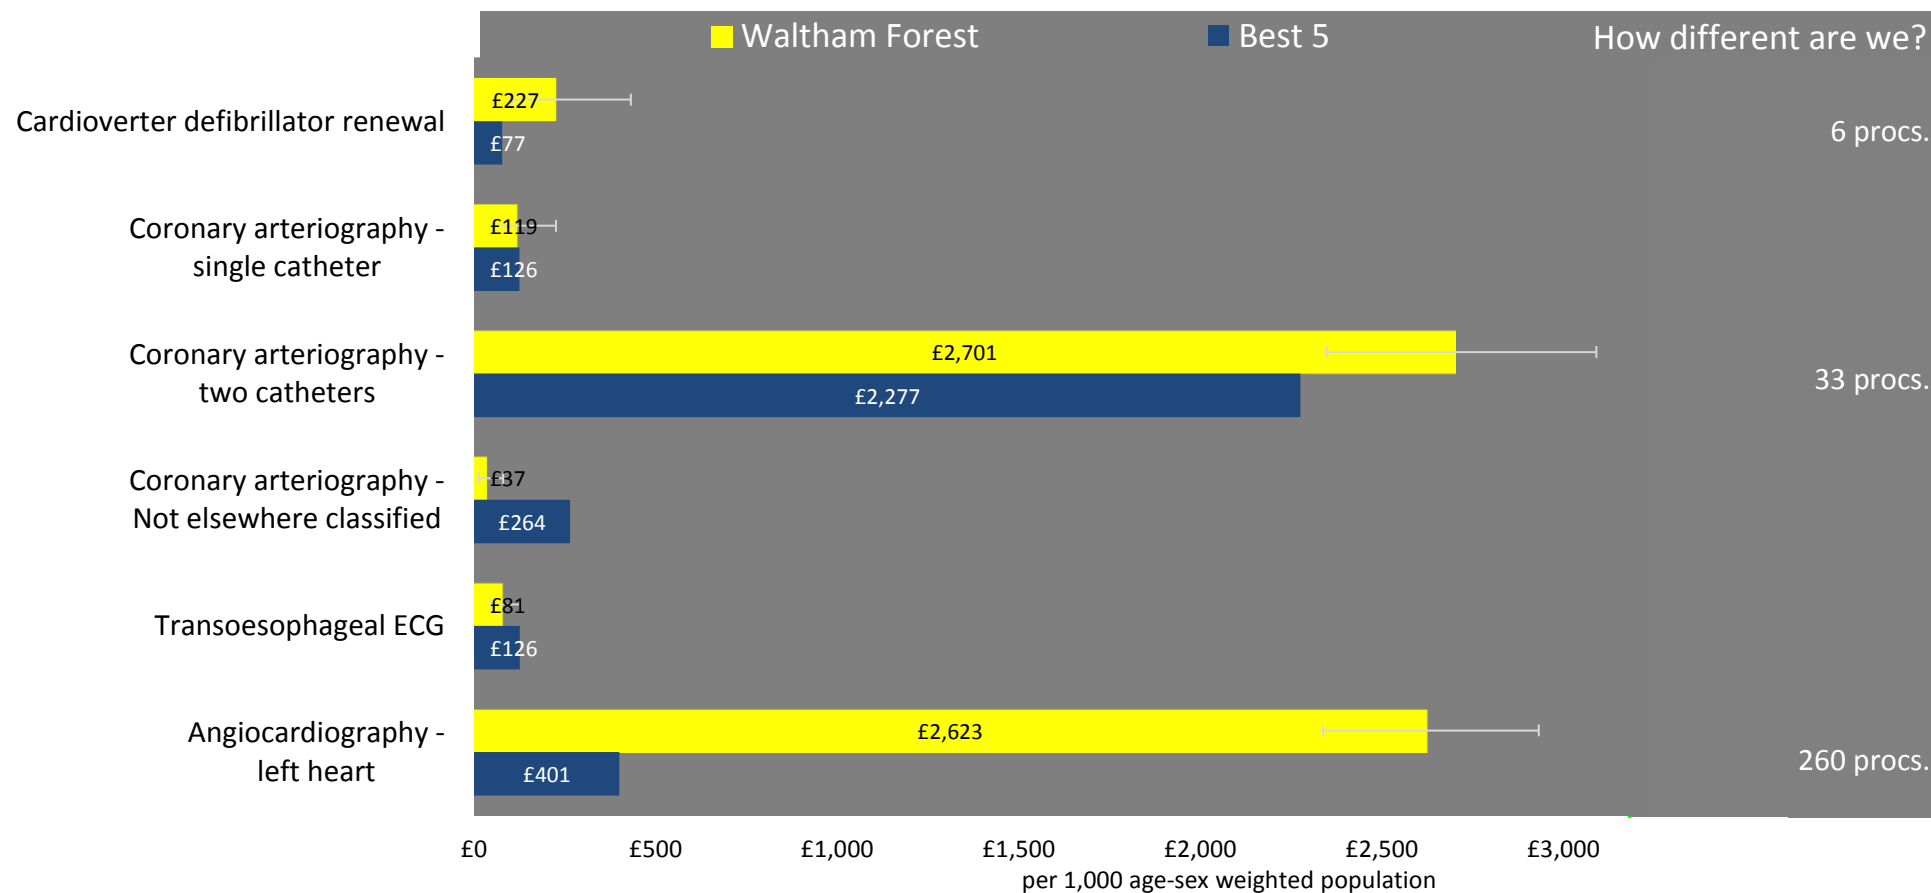 Waltham Forest Best 5 How different are we?
Cardioverter defibrillator renewal
£227
£77
6 procs.
Coronary arteriography -
single catheter
£119
£126
Coronary arteriography -
two catheters
£2,701
£2,277
33 procs.
Coronary arteriography -
Not elsewhere classified
£37
£264
Transoesophageal ECG
£81
£126
Angiocardiography -
left heart
£2,623
£401
260 procs.
£0 £500 £1,000 £1,500 £2,000 £2,500 £3,000
per 1,000 age-sex weighted population